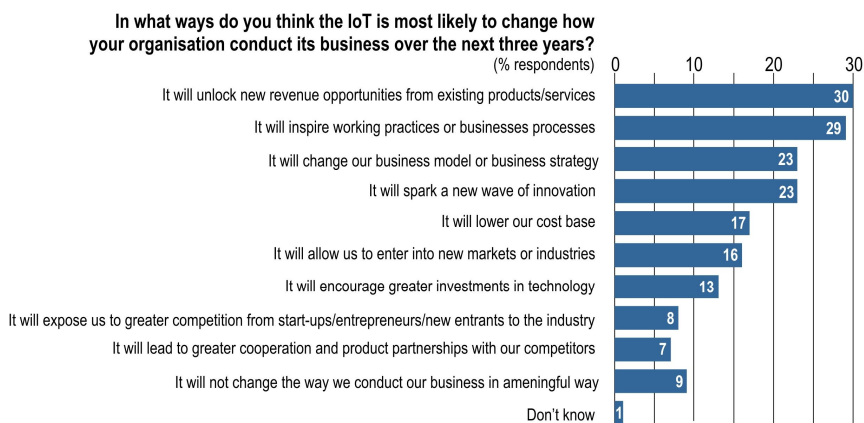 In what ways do you think the IoT is most likely to change how
your organisation conduct its business over the next three years?
(% respondents) 0 10 20 30
It will unlock new revenue opportunities from existing products/services 30
It will inspire working practices or businesses processes 29
It will change our business model or business strategy 23
It will spark a new wave of innovation 23
It will lower our cost base 17
It will allow us to enter into new markets or industries 16
It will encourage greater investments in technology 13
It will expose us to greater competition from start-ups/entrepreneurs/new entrants to the industry 8
It will lead to greater cooperation and product partnerships with our competitors 7
It will not change the way we conduct our business in ameningful way 9
Don't know 1